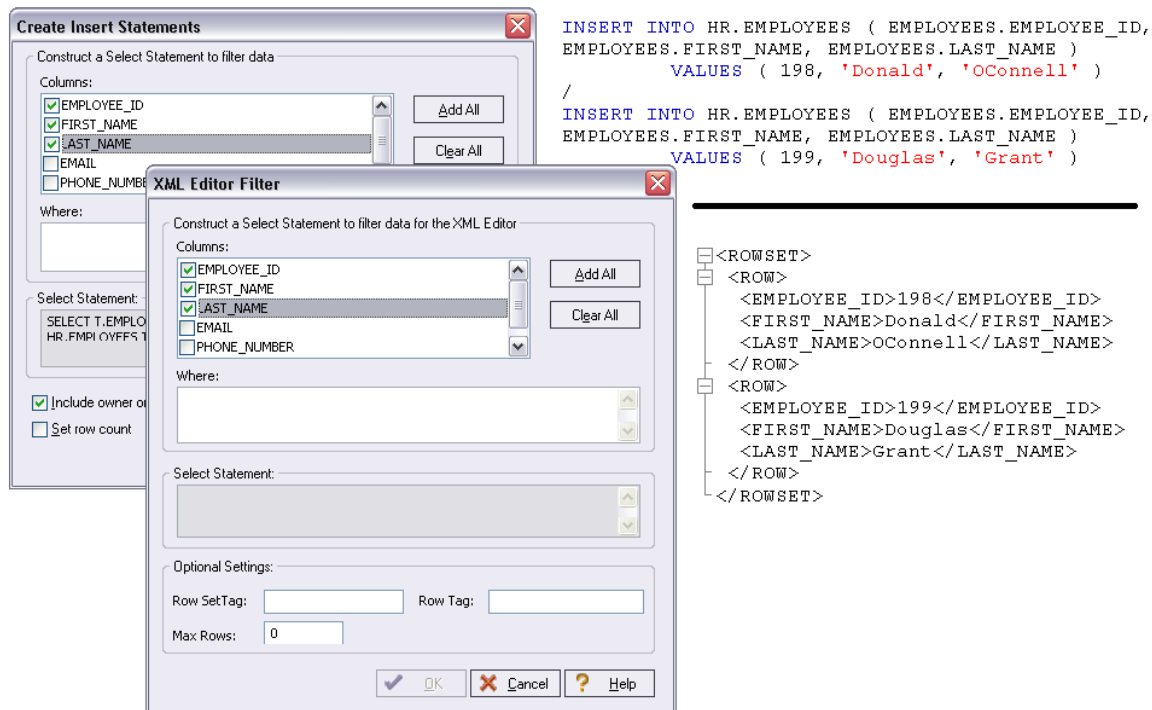 Create Insert Statements
Construct a Select Statement to filter data
Columns:
EMPLOYEE_ID
FIRST_NAME
LAST_NAME
EMAIL
PHONE_NUMBE
Add All
Clear All
Where:
Select Statement:
SELECT T.EMPLO
HR.EMPLOYEES T
Include owner
Set row count
XML Editor Filter
Construct a Select Statement to filter data for the XML Editor
Columns:
EMPLOYEE_ID
FIRST_NAME
LAST_NAME
EMAIL
PHONE_NUMBER
Add All
Clear All
Where:
Select Statement:
Optional Settings:
Row SetTag:
Row Tag:
Max Rows: 0
OK
Cancel
Help
INSERT INTO HR.EMPLOYEES ( EMPLOYEES.EMPLOYEE_ID,
EMPLOYEES.FIRST_NAME, EMPLOYEES.LAST_NAME )
VALUES ( 198, 'Donald', 'OConnell' )
/
INSERT INTO HR.EMPLOYEES ( EMPLOYEES.EMPLOYEE_ID,
EMPLOYEES.FIRST_NAME, EMPLOYEES.LAST_NAME )
VALUES ( 199, 'Douglas', 'Grant' )
<ROWSET>
<ROW>
<EMPLOYEE_ID>198</EMPLOYEE_ID>
<FIRST_NAME>Donald</FIRST_NAME>
<LAST_NAME>OConnell</LAST_NAME>
</ROW>
<ROW>
<EMPLOYEE_ID>199</EMPLOYEE_ID>
<FIRST_NAME>Douglas</FIRST_NAME>
<LAST_NAME>Grant</LAST_NAME>
</ROW>
</ROWSET>